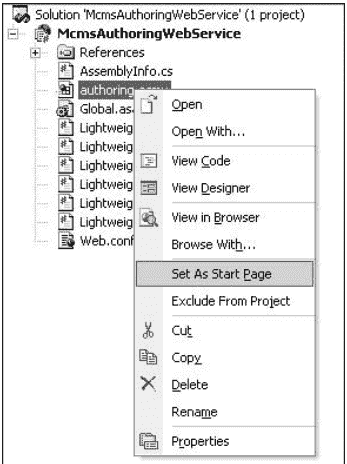 Solution 'McmsAuthoringWebService' (1 project)
McmsAuthoringWebService
References
AssemblyInfo.cs
authoring.asmx
Global.as
Lightweig
Lightweig
Lightweig
Lightweig
Lightweig
Web.conf
Open
Open With...
View Code
View Designer
View in Browser
Browse With...
Set As Start Page
Exclude From Project
Cut
Copy
Delete
Rename
Properties